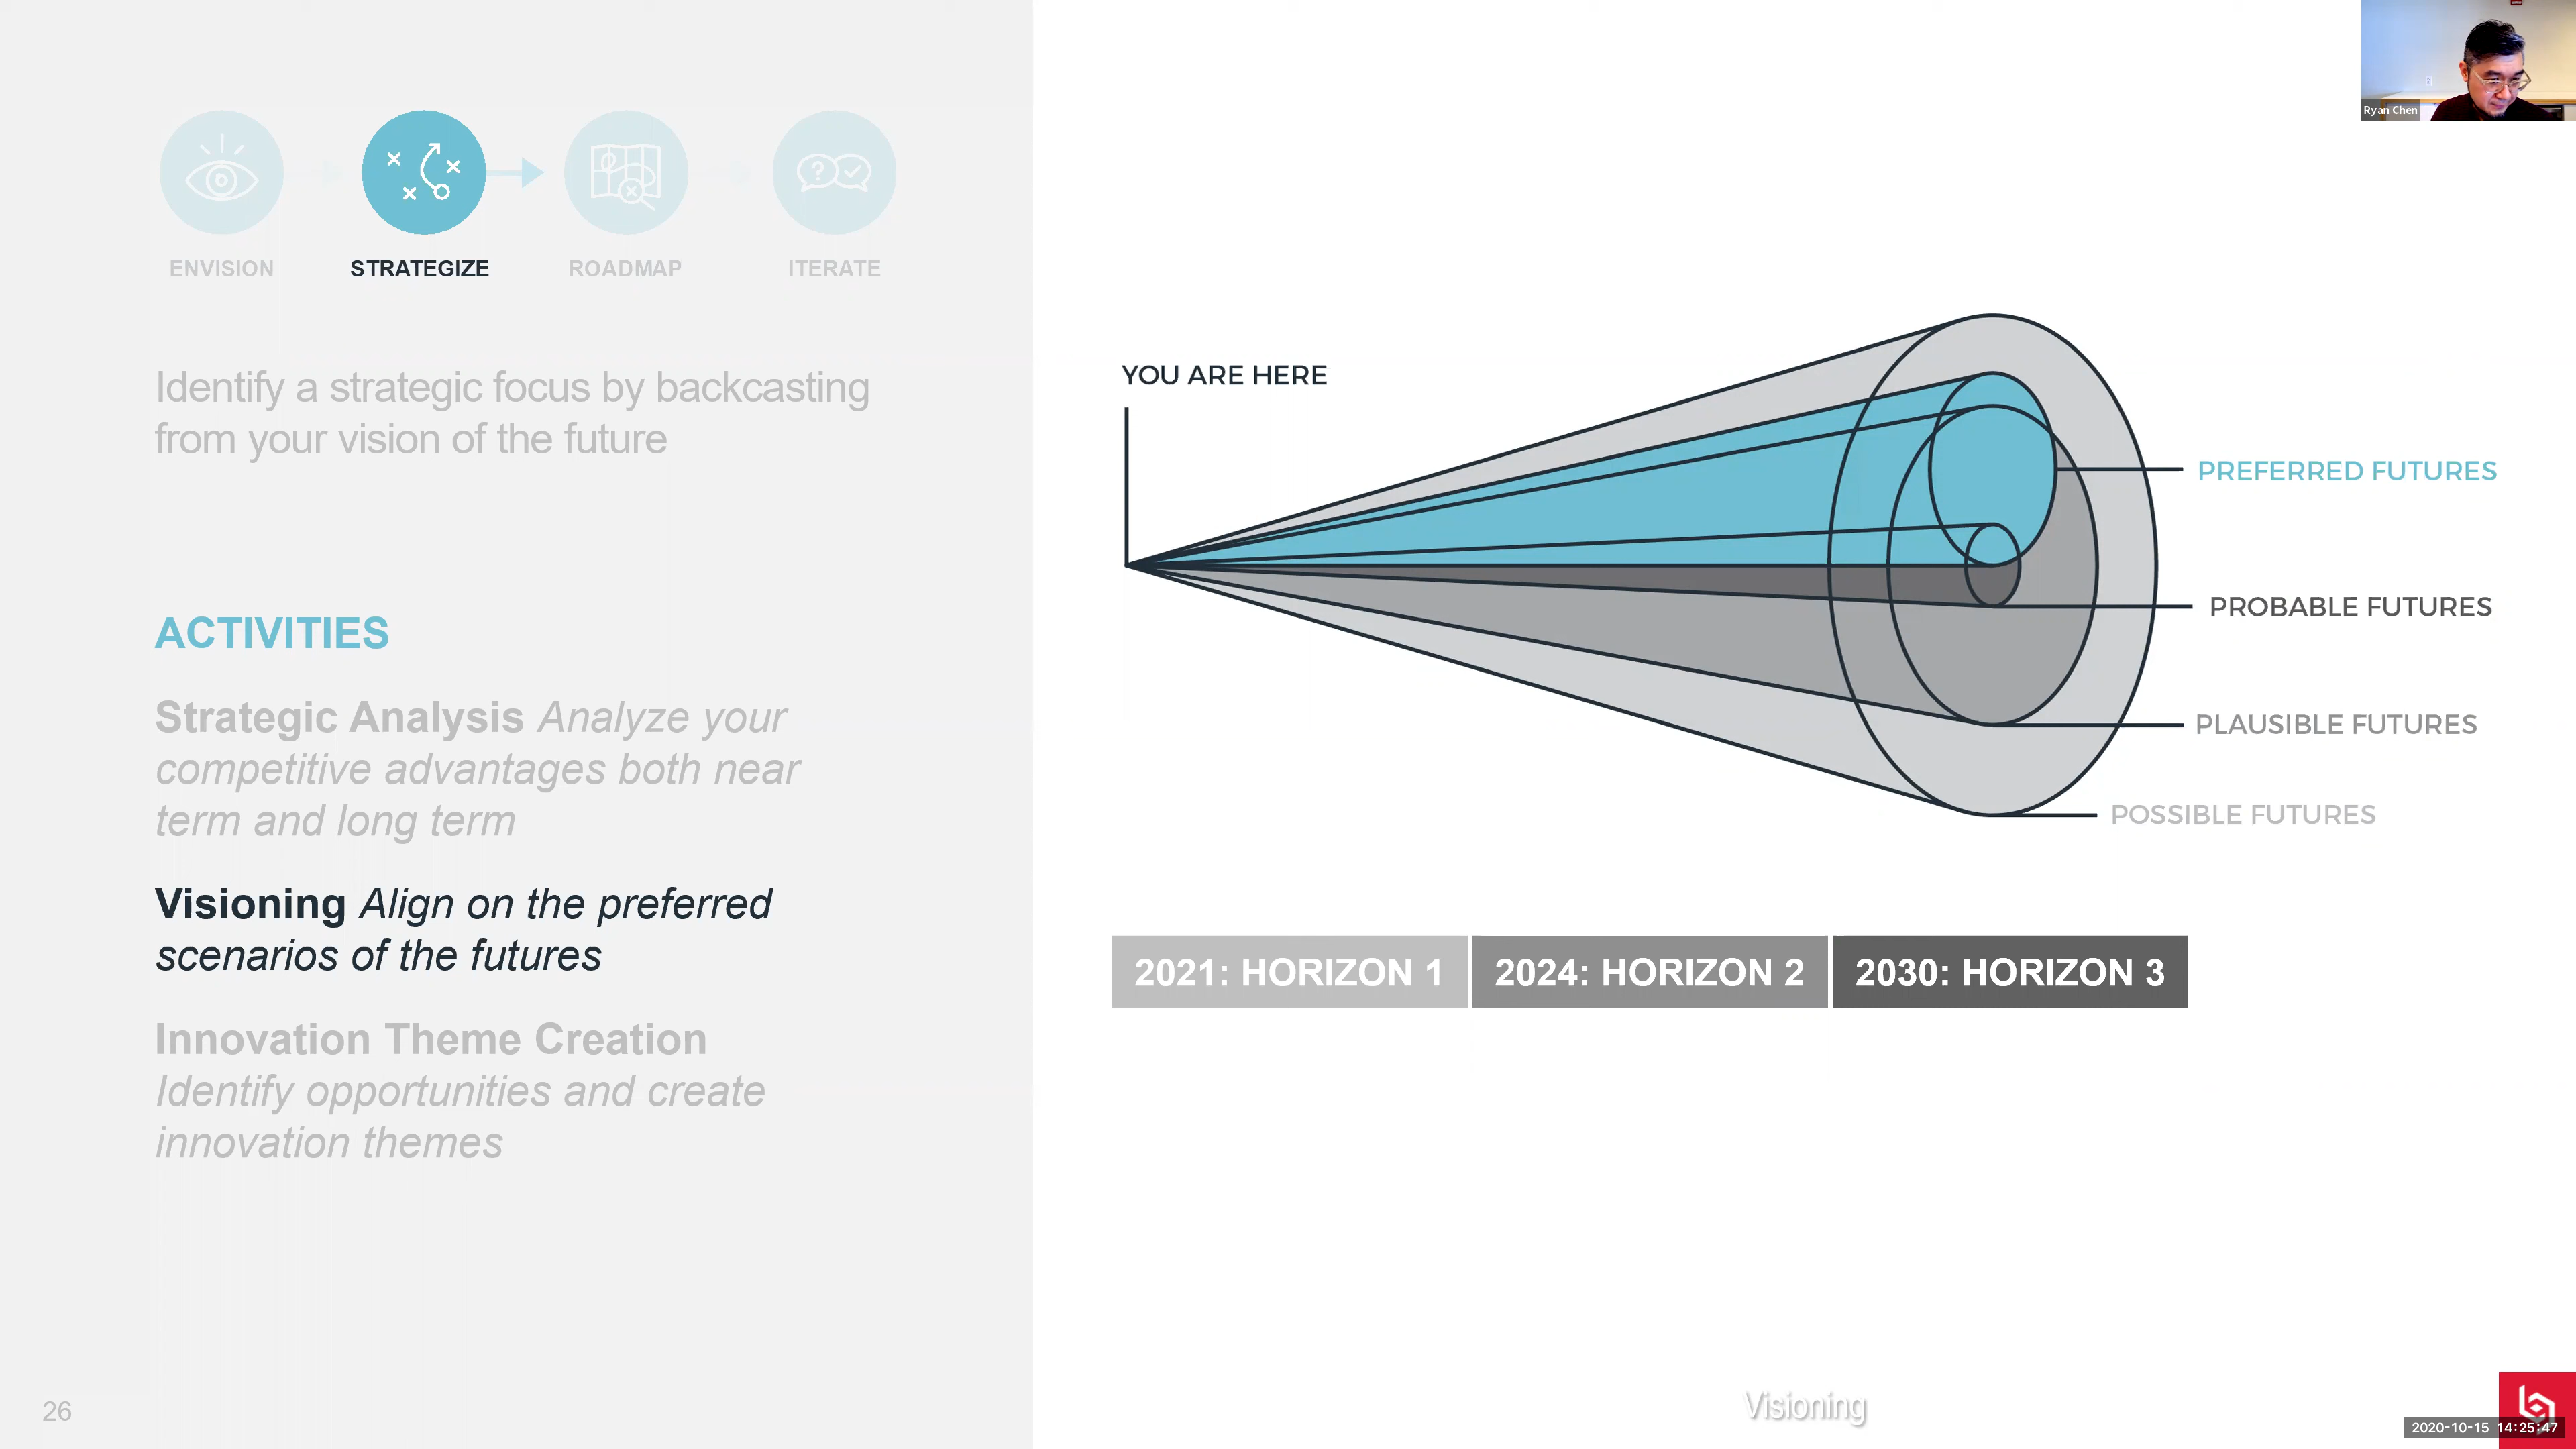 Ryan Chen
ENVISION
STRATEGIZE
ROADMAP
ITERATE
Identify a strategic focus by backcasting
from your vision of the future
ACTIVITIES
Strategic Analysis Analyze your
competitive advantages both near
term and long term
Visioning Align on the preferred
scenarios of the futures
Innovation Theme Creation
Identify opportunities and create
innovation themes
26
YOU ARE HERE
PREFERRED FUTURES
PROBABLE FUTURES
PLAUSIBLE FUTURES
POSSIBLE FUTURES
2021: HORIZON 1
2024: HORIZON 2
2030: HORIZON 3
Visioning
2020-10-15 14:25:47